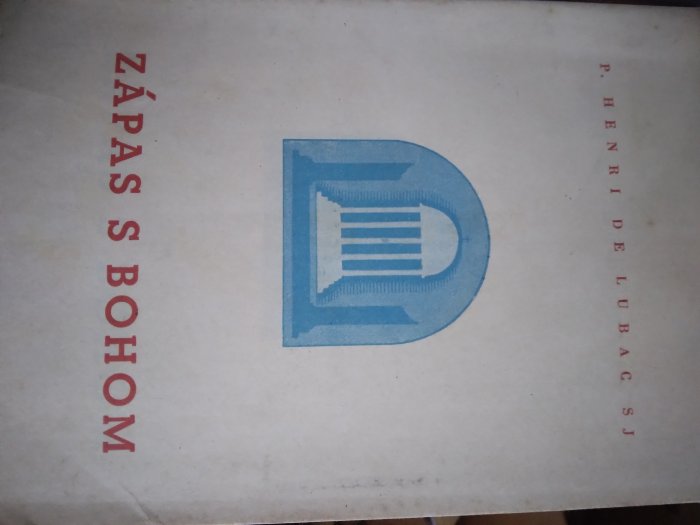 P. HENRI DE LUBAC SJ
ZÁPAS S BOHOM